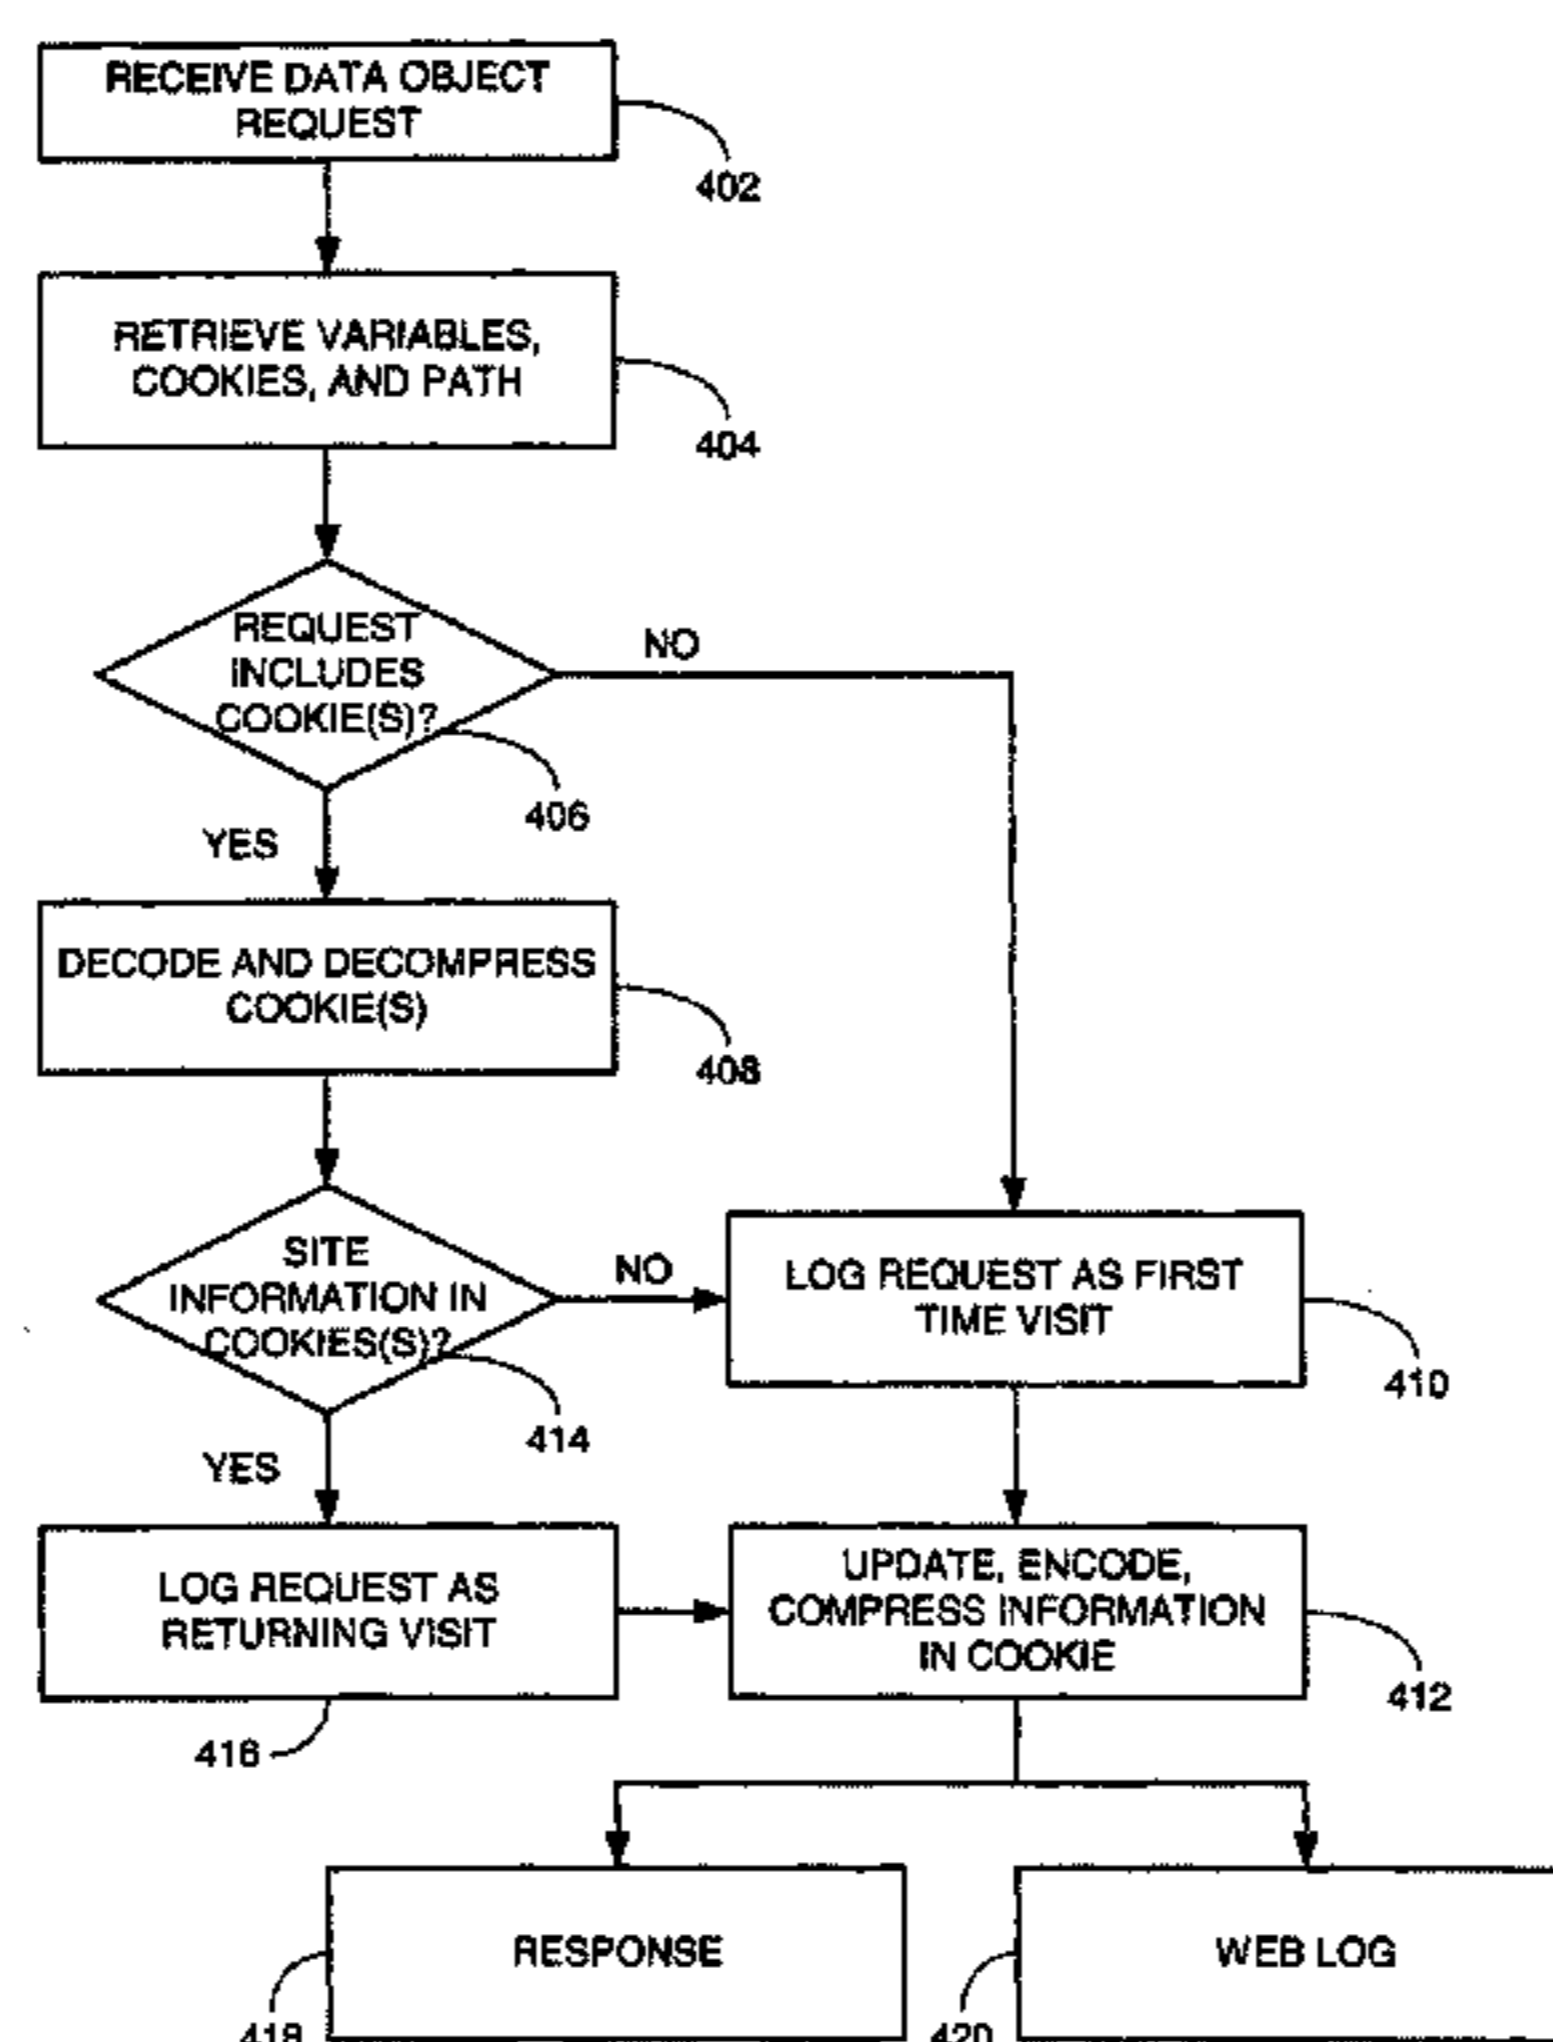 RECEIVE DATA OBJECT
REQUEST
402
RETRIEVE VARIABLES,
COOKIES, AND PATH
404
REQUEST
INCLUDES
COOKIE(S)?
NO
406
YES
DECODE AND DECOMPRESS
COOKIE(S)
408
SITE
INFORMATION IN
COOKIES(S)?
NO
LOG REQUEST AS FIRST
TIME VISIT
410
414
YES
LOG REQUEST AS
RETURNING VISIT
UPDATE, ENCODE,
COMPRESS INFORMATION
IN COOKIE
412
416
RESPONSE
WEB LOG
418
420